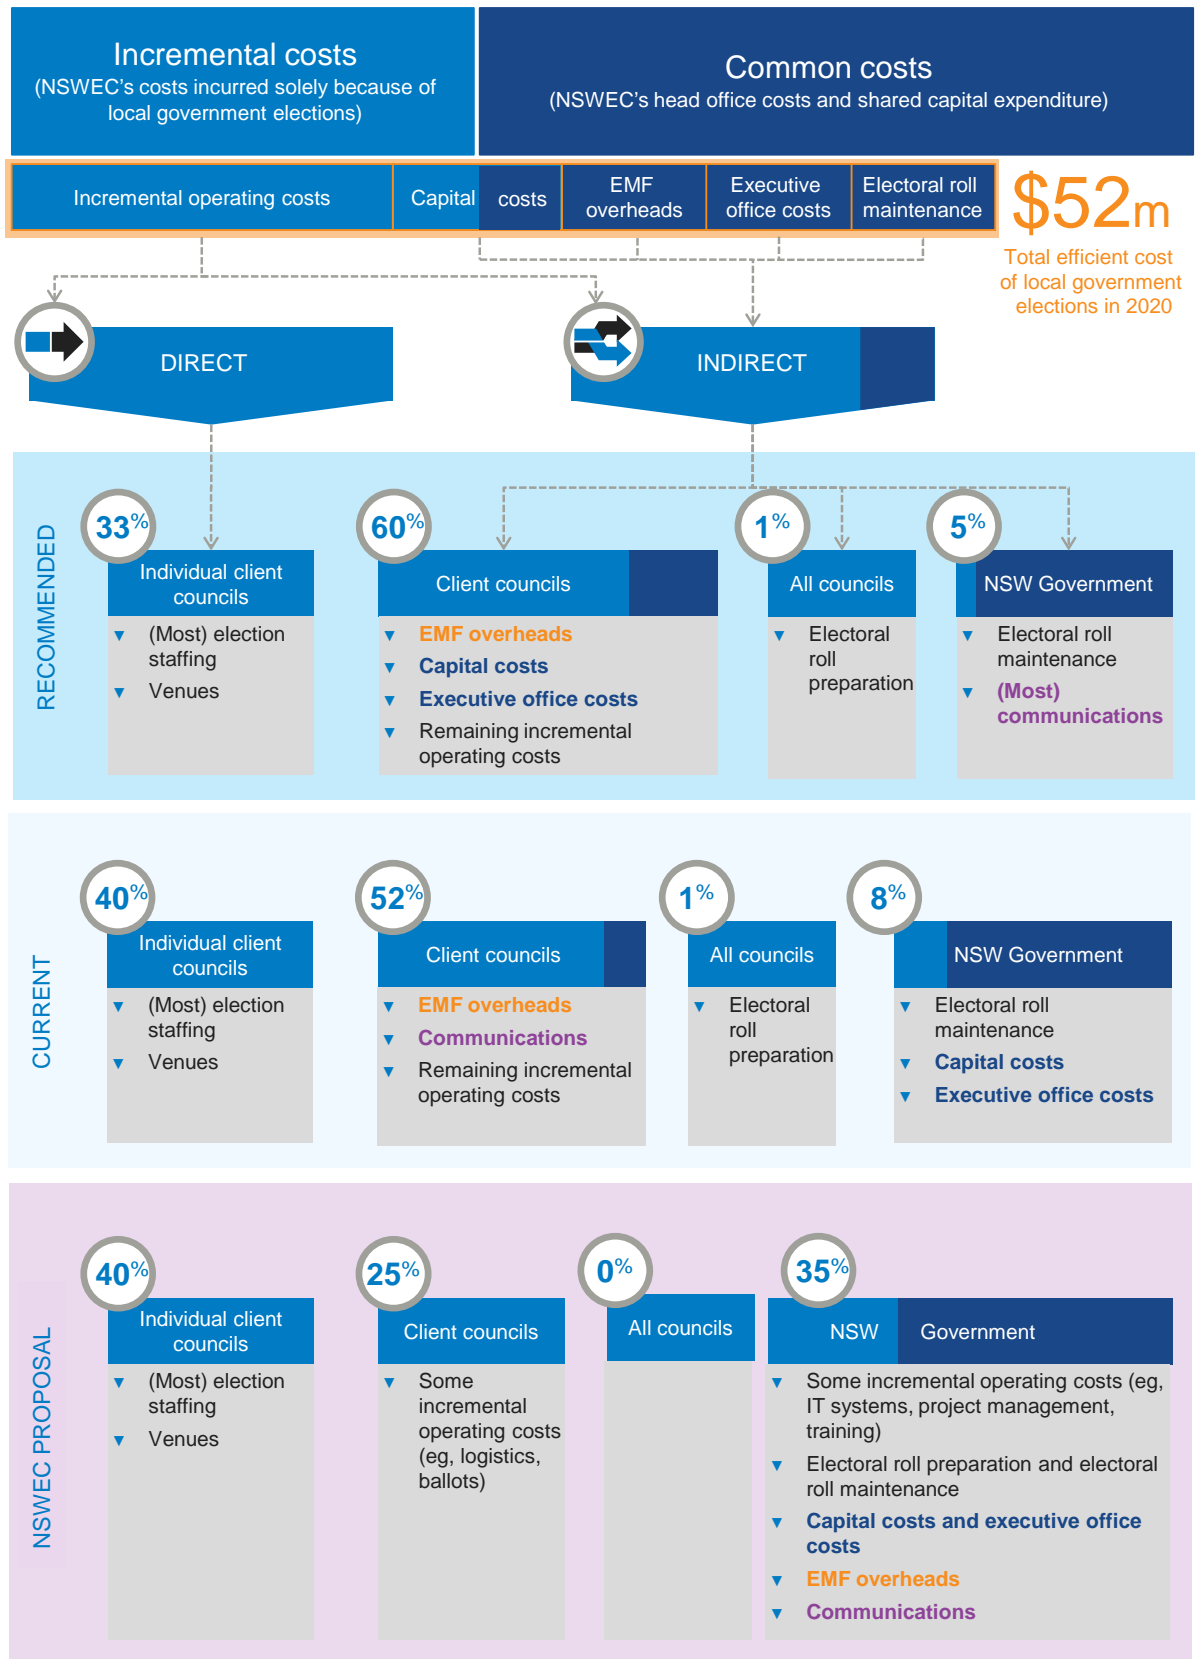 Incremental costs
(NSWEC's costs incurred solely because of
local government elections)
Common costs
(NSWEC's head office costs and shared capital expenditure)
Incremental operating costs
Capital costs
EMF
overheads
Executive
office costs
Electoral roll
maintenance
$52m
Total efficient cost
of local government
elections in 2020
DIRECT
INDIRECT
RECOMMENDED
33%
Individual client
councils
▼ (Most) election
staffing
▼ Venues
60%
Client councils
▼ EMF overheads
▼ Capital costs
▼ Executive office costs
▼ Remaining incremental
operating costs
1%
All councils
▼ Electoral
roll
preparation
5%
NSW Government
▼ Electoral roll
maintenance
▼ (Most)
communications
CURRENT
40%
Individual client
councils
▼ (Most) election
staffing
▼ Venues
52%
Client councils
▼ EMF overheads
▼ Communications
▼ Remaining incremental
operating costs
1%
All councils
▼ Electoral
roll
preparation
8%
NSW Government
▼ Electoral roll
maintenance
▼ Capital costs
▼ Executive office costs
NSWEC PROPOSAL
40%
Individual client
councils
▼ (Most) election
staffing
▼ Venues
25%
Client councils
▼ Some
incremental
operating costs
(eg, logistics,
ballots)
0%
All councils
35%
NSW Government
▼ Some incremental operating costs (eg,
IT systems, project management,
training)
▼ Electoral roll preparation and electoral
roll maintenance
▼ Capital costs and executive office
costs
▼ EMF overheads
▼ Communications